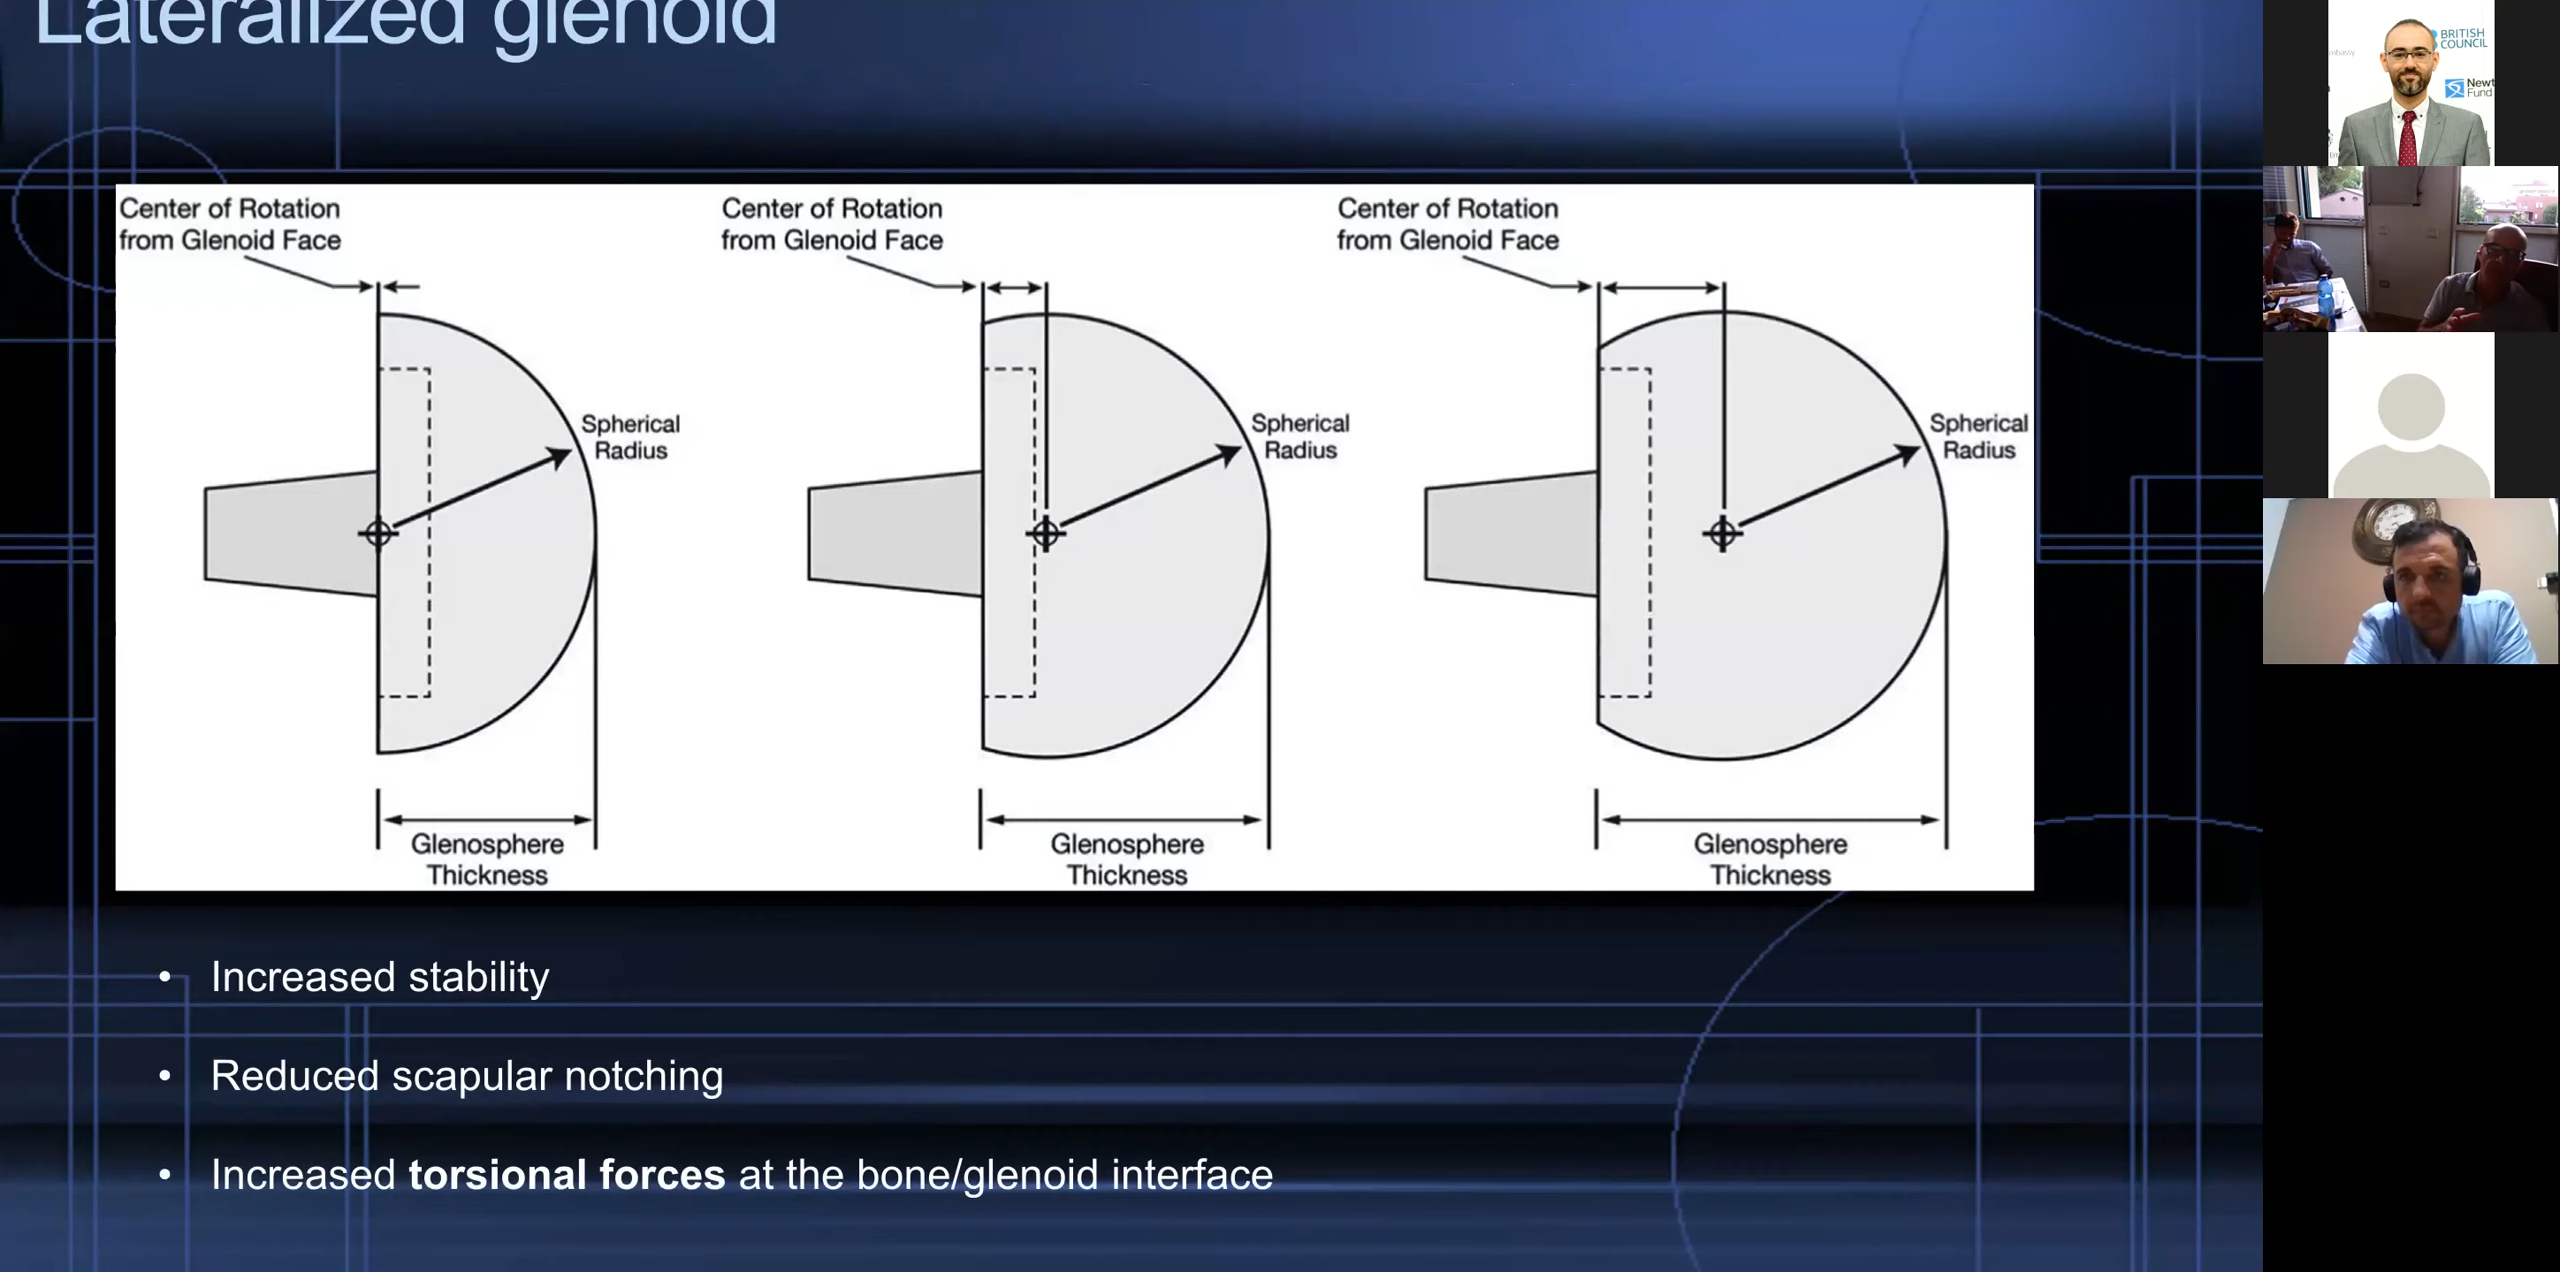 Lateralized glenoid
Center of Rotation
from Glenoid Face
Center of Rotation
from Glenoid Face
Center of Rotation
from Glenoid Face
Spherical
Radius
Spherical
Radius
Spherical
Radius
Glenosphere
Thickness
Glenosphere
Thickness
Glenosphere
Thickness
• Increased stability
• Reduced scapular notching
• Increased torsional forces at the bone/glenoid interface
BRITISH
COUNCIL
Newt
Fund